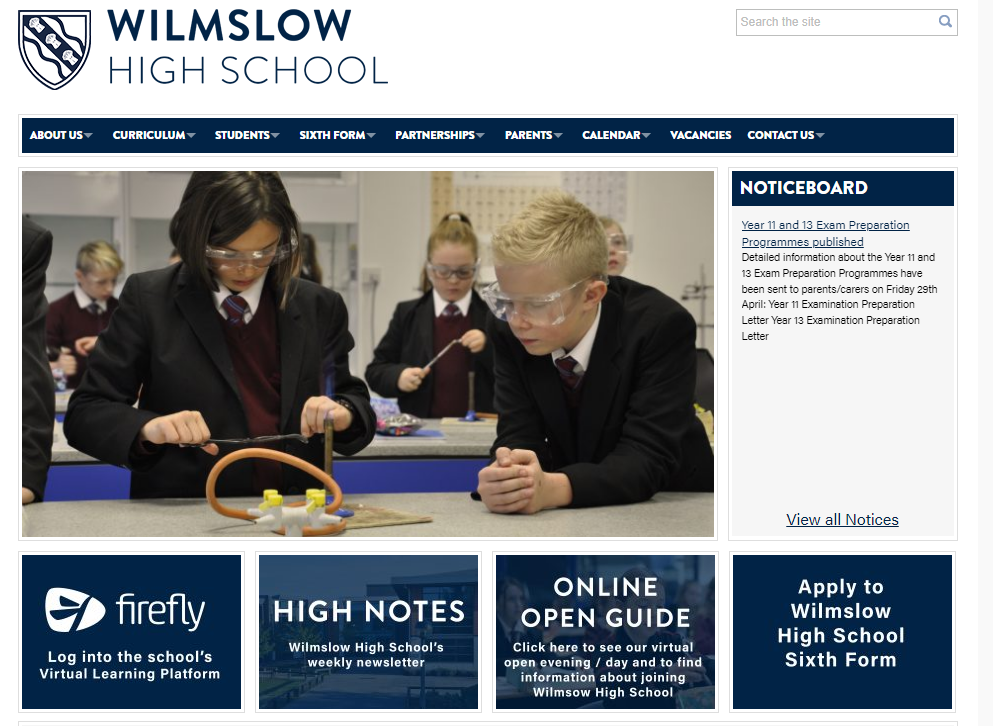 WILMSLOW
HIGH SCHOOL
Search the site
ABOUT US CURRICULUM STUDENTS SIXTH FORM PARTNERSHIPS PARENTS CALENDAR VACANCIES CONTACT US
NOTICEBOARD
Year 11 and 13 Exam Preparation
Programmes published
Detailed information about the Year 11 and
13 Exam Preparation Programmes have
been sent to parents/carers on Friday 29th
April: Year 11 Examination Preparation
Letter Year 13 Examination Preparation
Letter
View all Notices
firefly
Log into the school's
Virtual Learning Platform
HIGH NOTES
Wilmslow High School's
weekly newsletter
ONLINE
OPEN GUIDE
Click here to see our virtual
open evening / day and to find
information about joining
Wilmsow High School
Apply to
Wilmslow
High School
Sixth Form